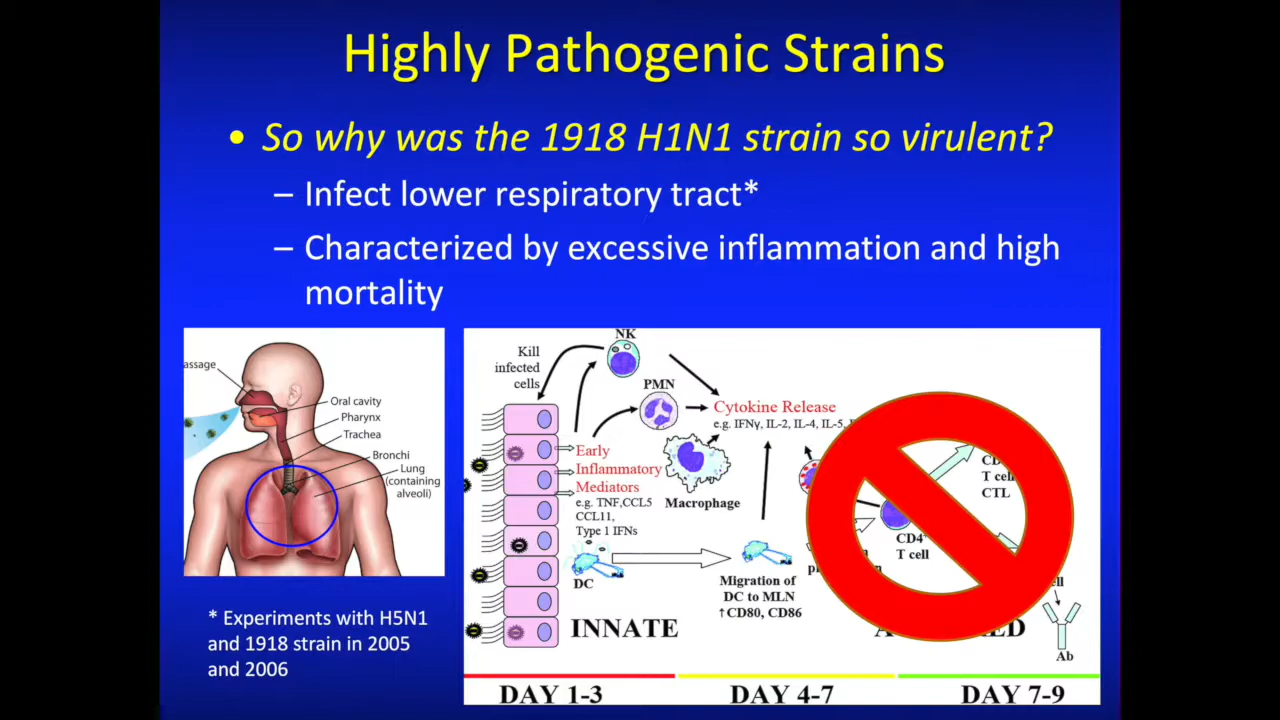 Highly Pathogenic Strains
• So why was the 1918 H1N1 strain so virulent?
– Infect lower respiratory tract*
– Characterized by excessive inflammation and high
mortality
assage
Oral cavity
Pharynx
Trachea
Bronchi
Lung
(containing
alveoli)
* Experiments with H5N1
and 1918 strain in 2005
and 2006
NK
Kill
infected
cells
PMN
Cytokine Release
e.g. IFNγ, IL-2, IL-4, IL-5,
Early
Inflammatory
Mediators
e.g. TNF,CCL5
CCL11,
Type 1 IFNs
Macrophage
T cell
CTL
CD4+
T cell
DC
Migration of
DC to MLN
↑CD80, CD86
INNATE
Ab
DAY 1-3
DAY 4-7
DAY 7-9